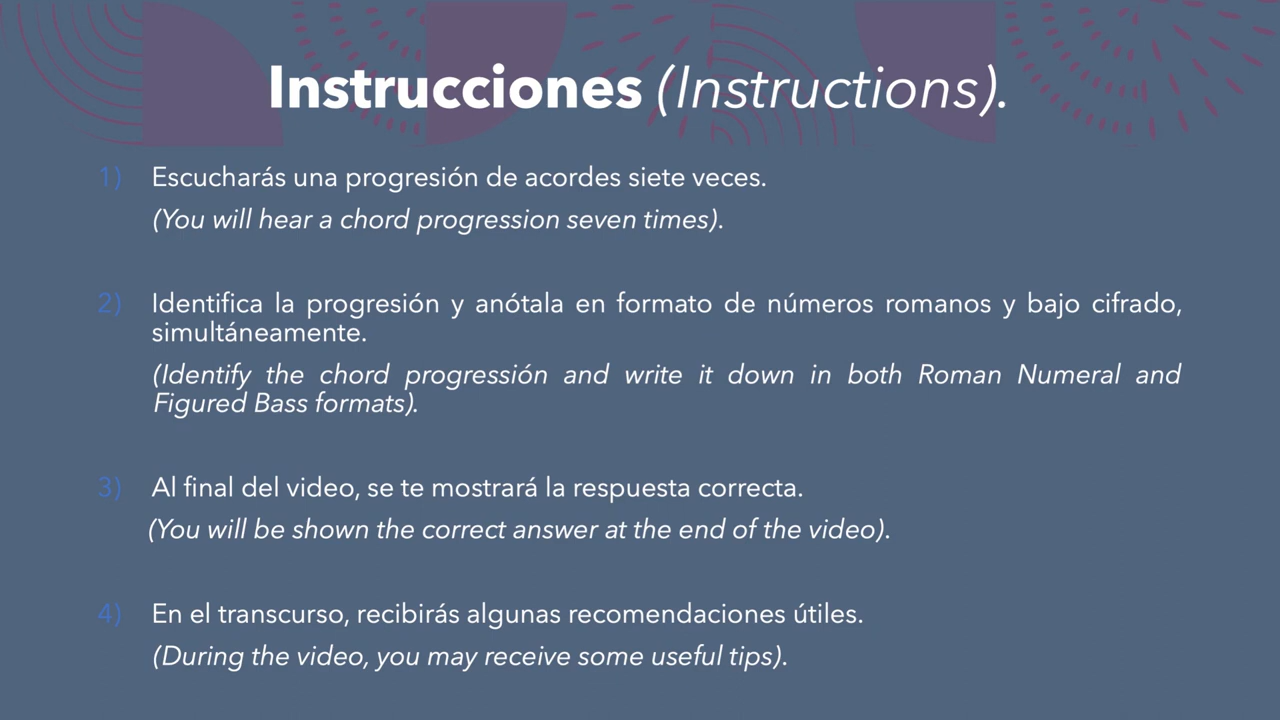 Instrucciones (Instructions).
1) Escucharás una progresión de acordes siete veces.
(You will hear a chord progression seven times).
2) Identifica la progresión y anótala en formato de números romanos y bajo cifrado,
simultáneamente.
(Identify the chord progressión and write it down in both Roman Numeral and
Figured Bass formats).
3) Al final del video, se te mostrará la respuesta correcta.
(You will be shown the correct answer at the end of the video).
4) En el transcurso, recibirás algunas recomendaciones útiles.
(During the video, you may receive some useful tips).